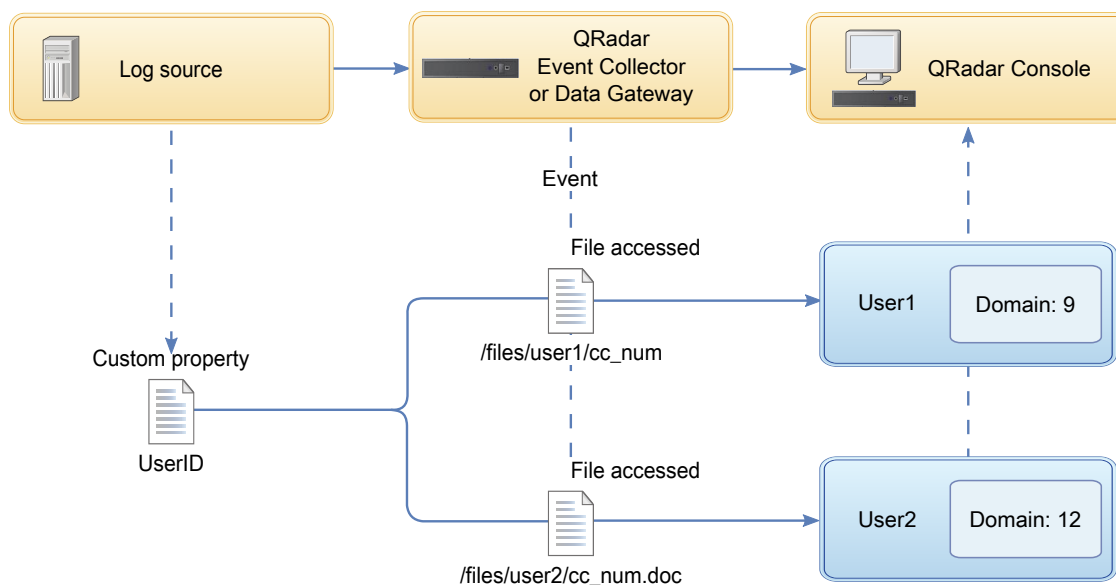 Log source
QRadar
Event Collector
or Data Gateway
QRadar Console
Event
File accessed
User1
Domain: 9
/files/user1/cc_num
Custom property
UserID
File accessed
User2
Domain: 12
/files/user2/cc_num.doc